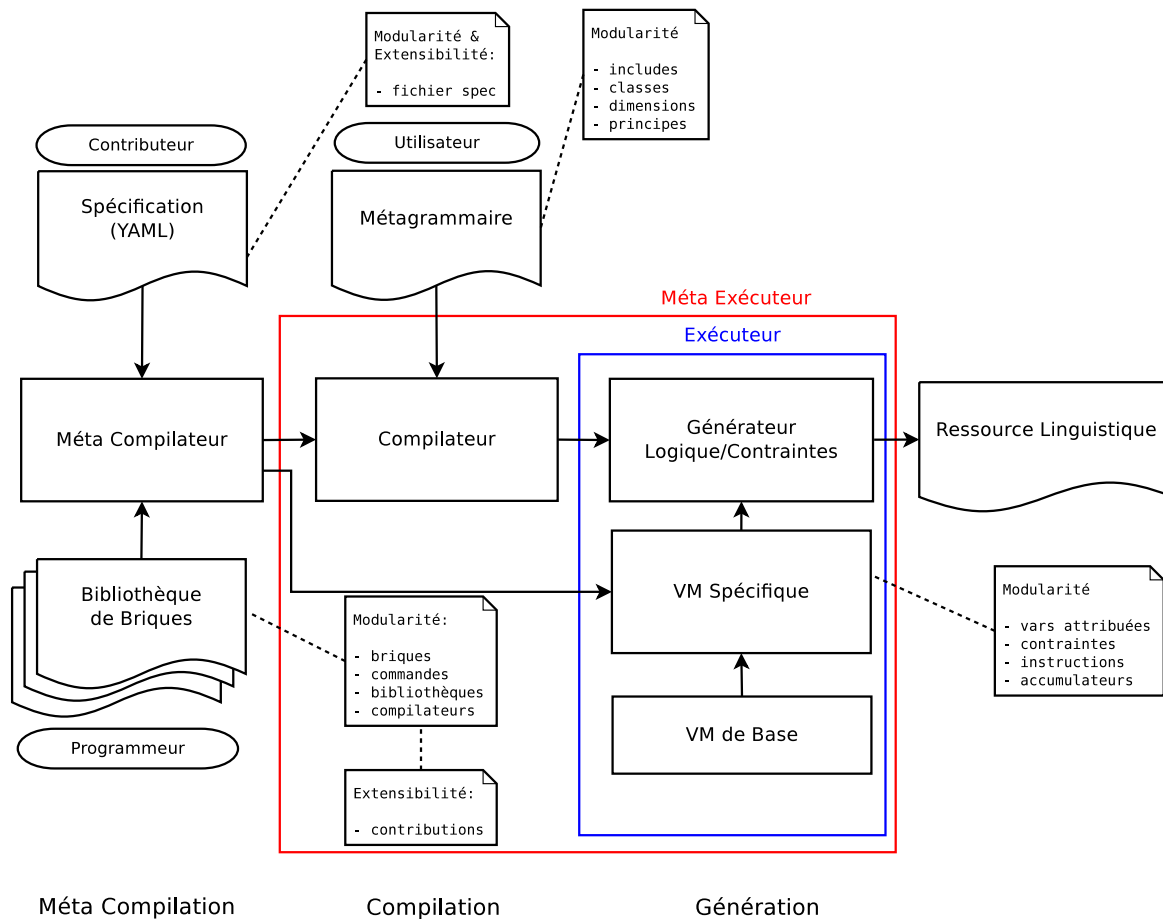 Modularité &
Extensibilité:
- fichier spec
Modularité
- includes
- classes
- dimensions
- principes
Contributeur
Utilisateur
Spécification
(YAML)
Métagrammaire
Méta Exécuteur
Exécuteur
Méta Compilateur
Compilateur
Générateur
Logique/Contraintes
Ressource Linguistique
Bibliothèque
de Briques
VM Spécifique
Modularité:
- briques
- commandes
- bibliothèques
- compilateurs
Modularité
- vars attribuées
- contraintes
- instructions
- accumulateurs
Programmeur
VM de Base
Extensibilité:
- contributions
Méta Compilation
Compilation
Génération